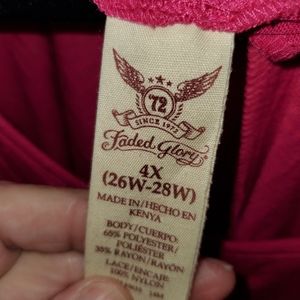 '72
SINCE 1972
Faded Glory
4X
(26W-28W)
MADE IN/HECHO EN
KENYA
BODY/CUERPO:
65% POLYESTER/
POLIÉSTER
35% RAYON/RAYÓN
LACE/ENCAJE:
100% NYLON